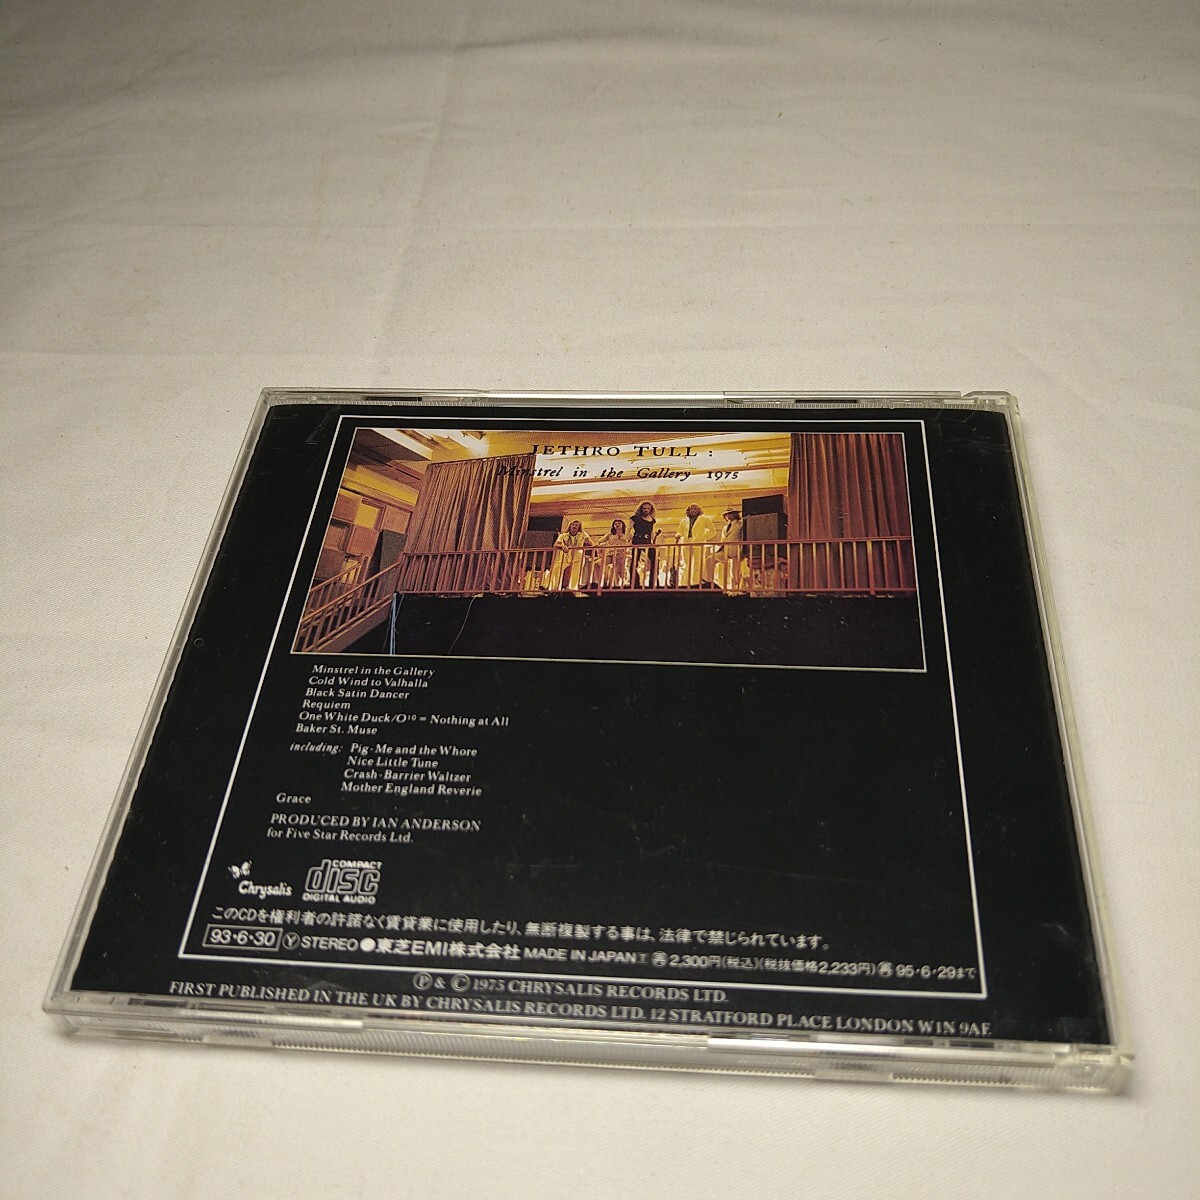 JETHRO TULL :
Minstrel in the Gallery 1975
Minstrel in the Gallery
Cold Wind to Valhalla
Black Satin Dancer
Requiem
One White Duck/O¹⁰ = Nothing at All
Baker St. Muse
including: Pig-Me and the Whore
Nice Little Tune
Crash-Barrier Waltzer
Mother England Reverie
Grace
PRODUCED BY IAN ANDERSON
for Five Star Records Ltd.
Chrysalis
COMPACT
disc
DIGITAL AUDIO
このCDを権利者の許諾なく賃貸業に使用したり、無断複製する事は、法律で禁じられています。
93・6・30 Ⓨ STEREO ●東芝EMI株式会社 MADE IN JAPAN T ㊢ 2,300円(税込)(税抜価格2,233円) ㊢ 95・6・29まで
Ⓟ & © 1975 CHRYSALIS RECORDS LTD.
FIRST PUBLISHED IN THE UK BY CHRYSALIS RECORDS LTD. 12 STRATFORD PLACE LONDON W1N 9AF.